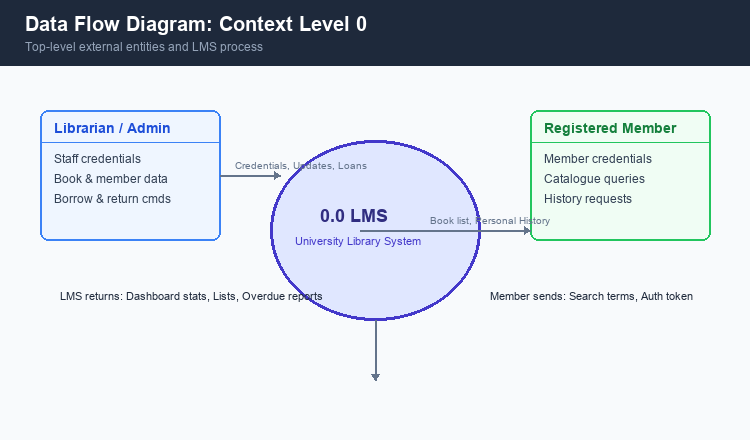 Data Flow Diagram: Context Level 0
Top-level external entities and LMS process
Librarian / Admin
Staff credentials
Book & member data
Borrow & return cmds
Credentials, Updates, Loans
0.0 LMS
University Library System
Book list, Personal History
Registered Member
Member credentials
Catalogue queries
History requests
LMS returns: Dashboard stats, Lists, Overdue reports
Member sends: Search terms, Auth token